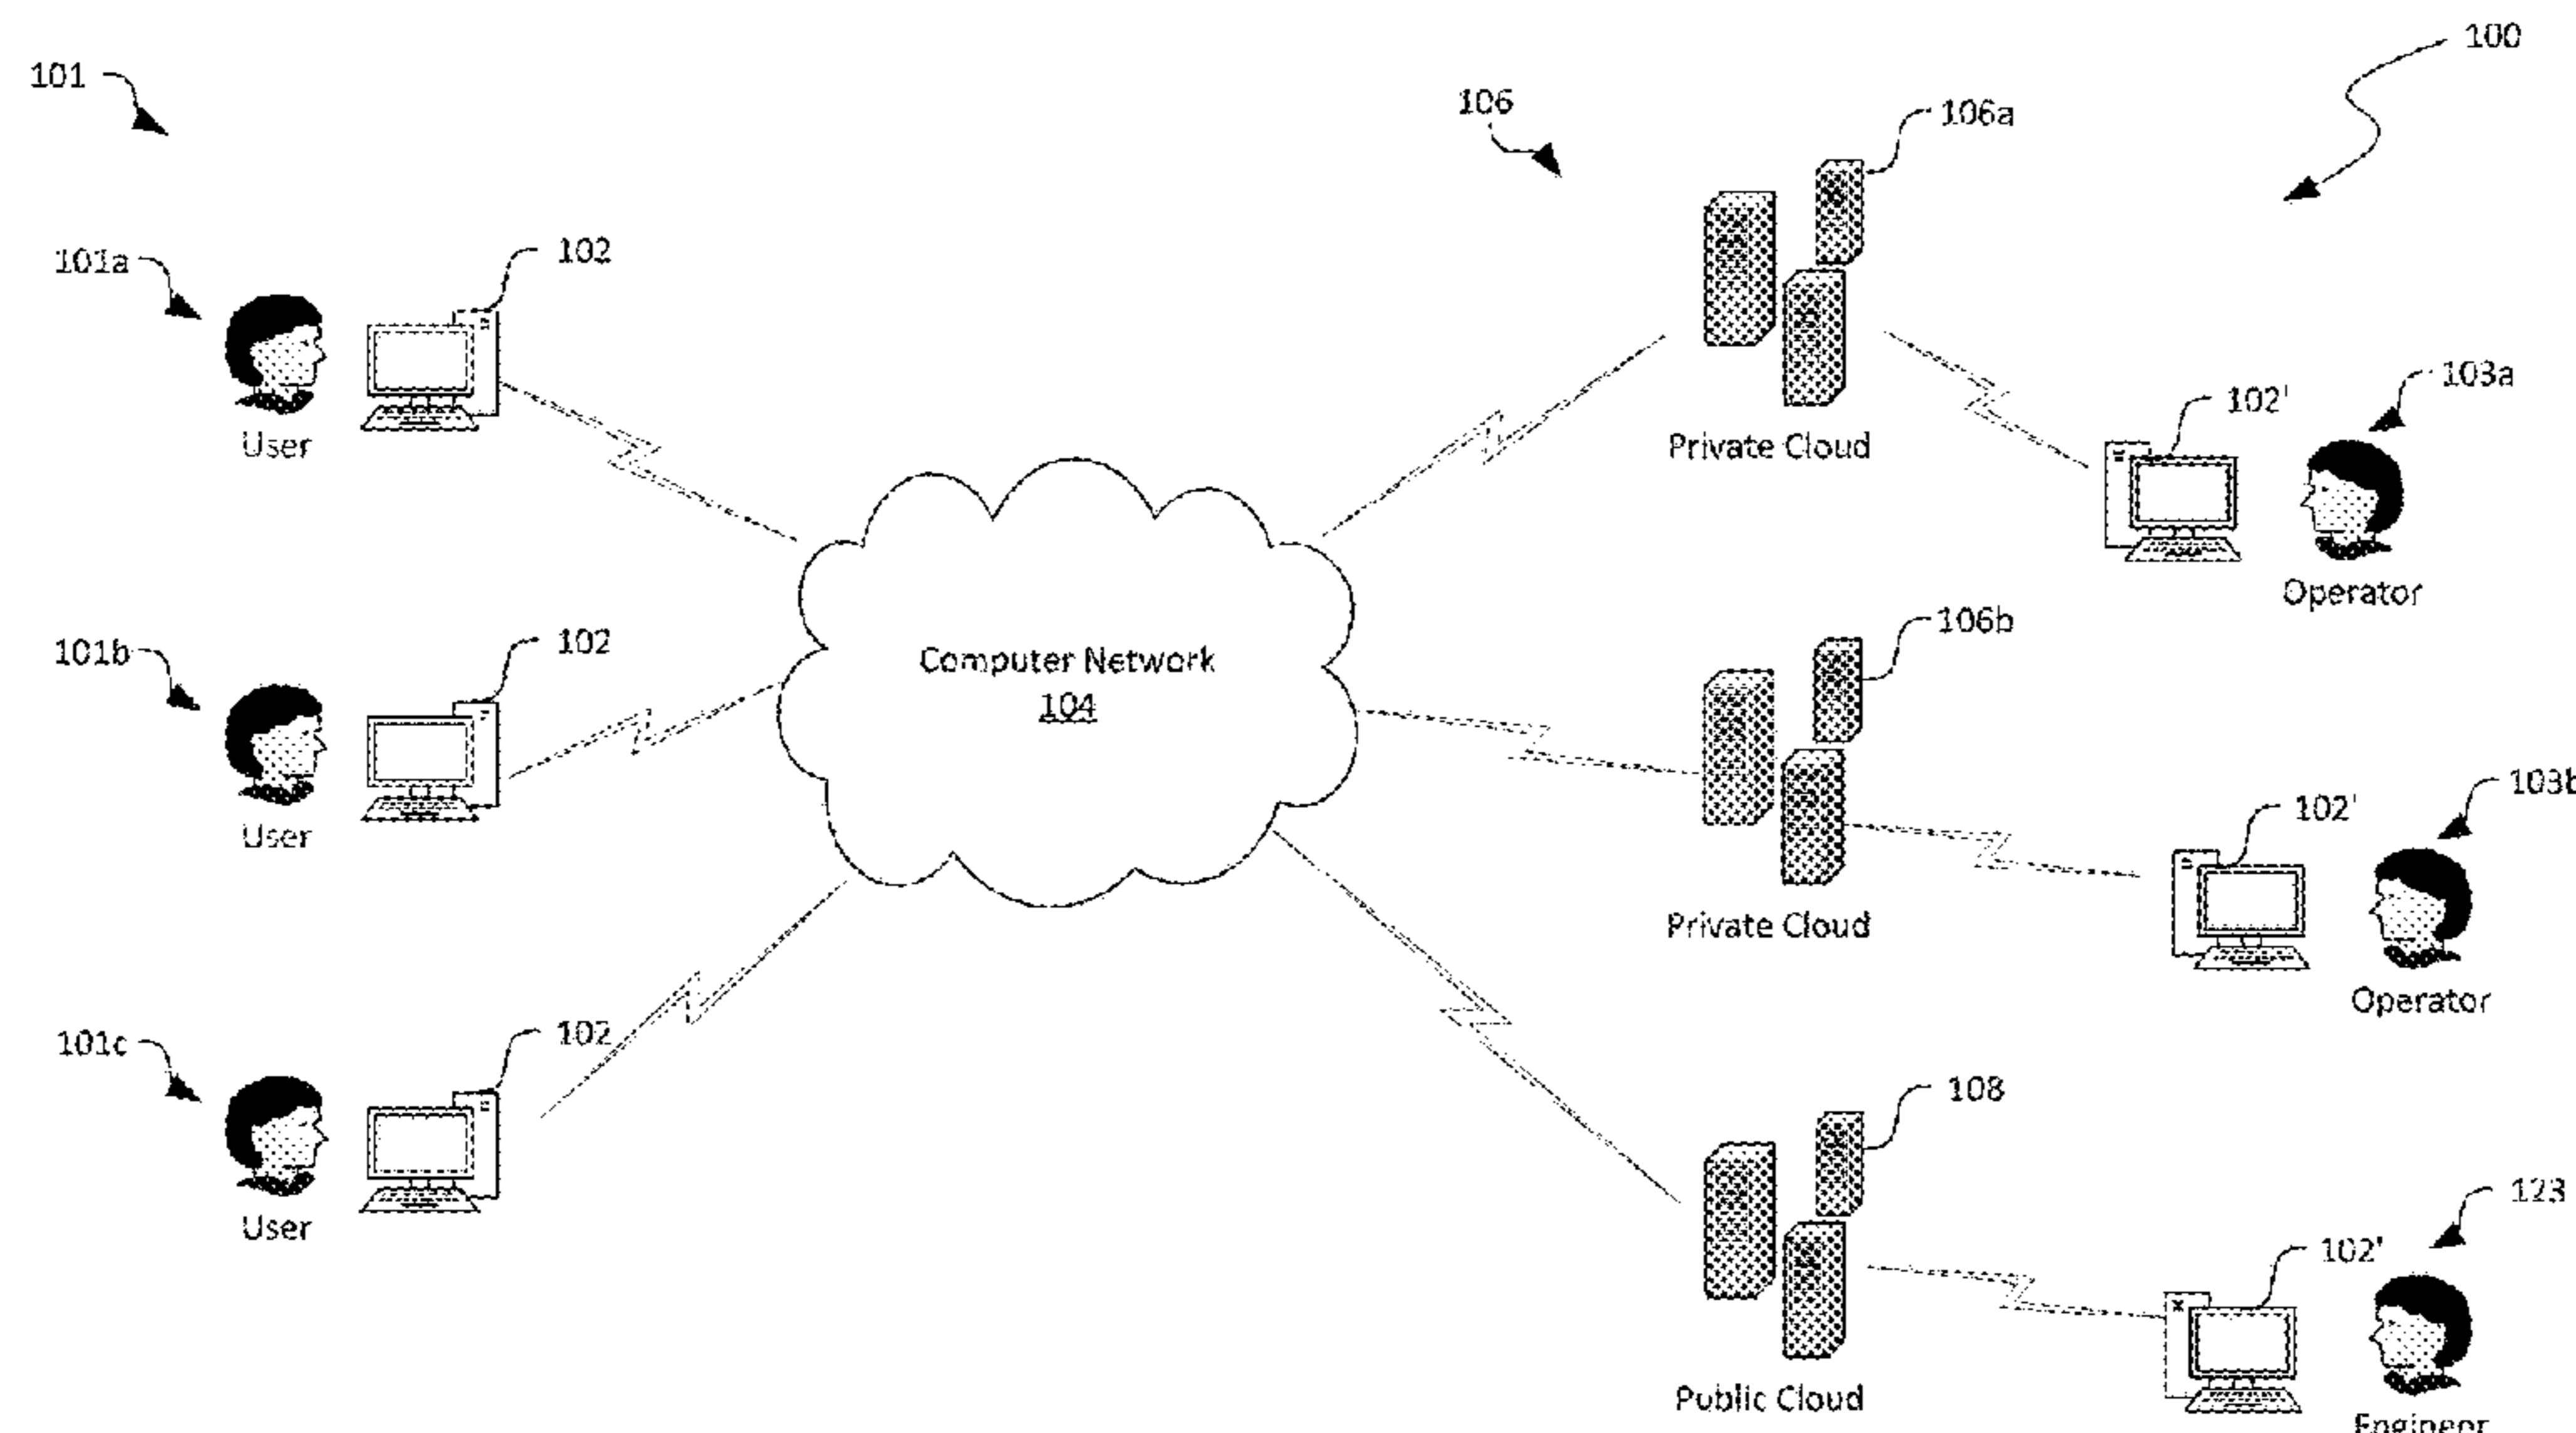 100
101
106
106a
101a
102
103a
102'
User
Private Cloud
Operator
106b
101b
102
Computer Network
104
103b
102'
User
Private Cloud
Operator
101c
102
108
123
User
102'
Public Cloud
Engineer